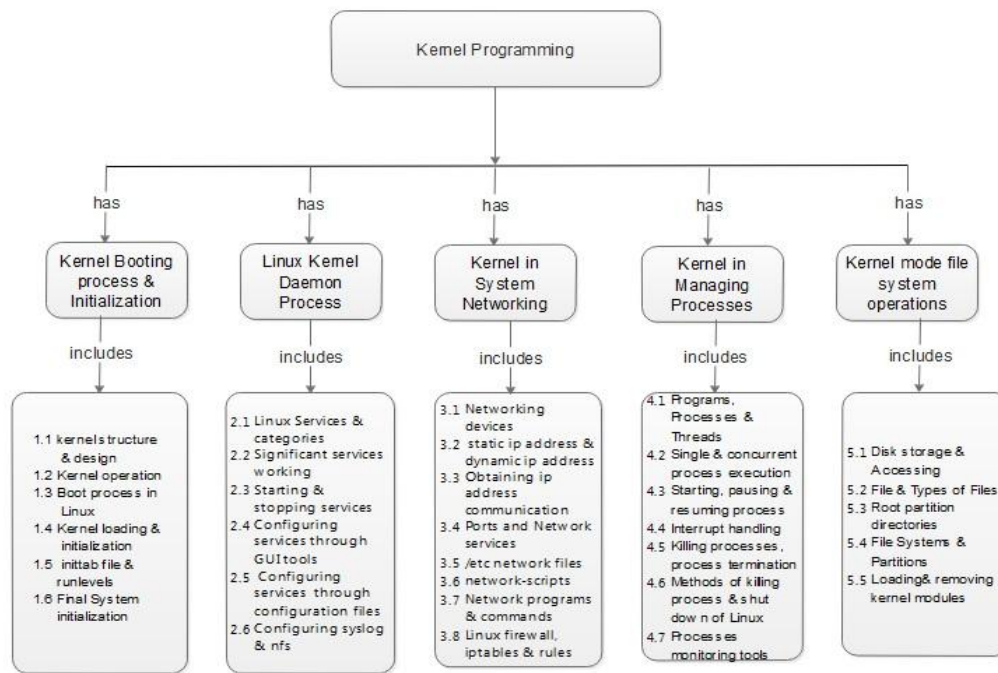 Kernel Programming
has
has
has
has
has
Kernel Booting
process &
Initialization
Linux Kernel
Daemon
Process
Kernel in
System
Networking
Kernel in
Managing
Processes
Kernel mode file
system
operations
includes
includes
includes
includes
includes
1.1 kernel structure
& design
1.2 Kernel operation
1.3 Boot process in
Linux
1.4 Kernel loading &
initialization
1.5 inittab file &
runlevels
1.6 Final System
initialization
2.1 Linux Services &
categories
2.2 Significant services
working
2.3 Starting &
stopping services
2.4 Configuring
services through
GUI tools
2.5 Configuring
services through
configuration files
2.6 Configuring syslog
& nfs
3.1 Networking
devices
3.2 static ip address &
dynamic ip address
3.3 Obtaining ip
address
communication
3.4 Ports and Network
services
3.5 /etc network files
3.6 network-scripts
3.7 Network programs
& commands
3.8 Linux firewall,
iptables & rules
4.1 Programs,
Processes &
Threads
4.2 Single & concurrent
process execution
4.3 Starting, pausing &
resuming process
4.4 Interrupt handling
4.5 Killing processes,
process termination
4.6 Methods of killing
process & shut
down of Linux
4.7 Processes
monitoring tools
5.1 Disk storage &
Accessing
5.2 File & Types of Files
5.3 Root partition
directories
5.4 File Systems &
Partitions
5.5 Loading& removing
kernel modules